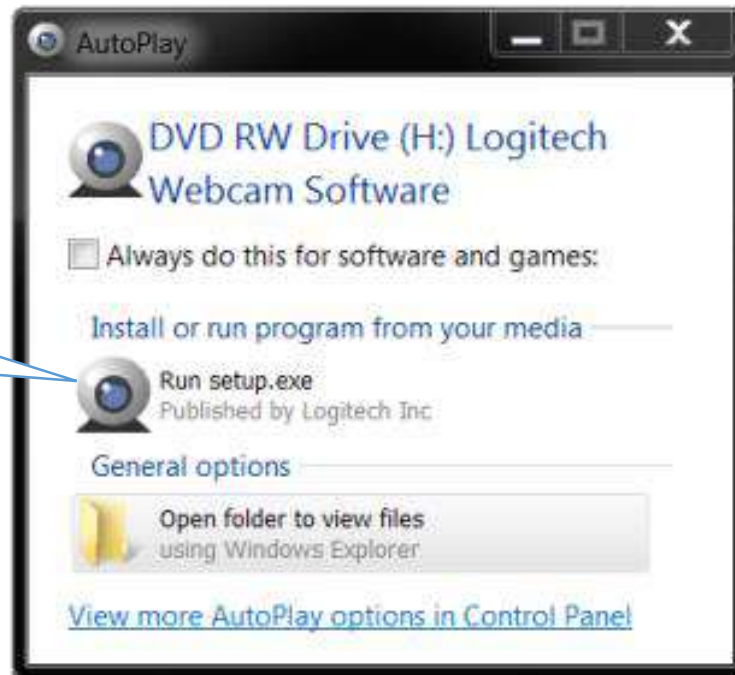 AutoPlay
DVD RW Drive (H:) Logitech
Webcam Software
Always do this for software and games:
Install or run program from your media
Run setup.exe
Published by Logitech Inc
General options
Open folder to view files
using Windows Explorer
View more AutoPlay options in Control Panel